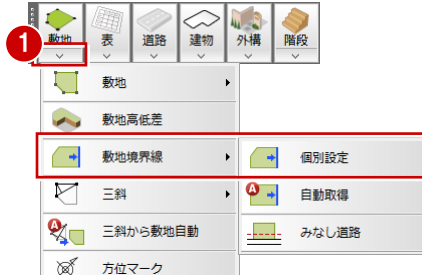 1
敷地 表 道路 建物 外構 階段
敷地
敷地高低差
敷地境界線 個別設定
三斜 A 自動取得
A 三斜から敷地自動 みなし道路
方位マーク